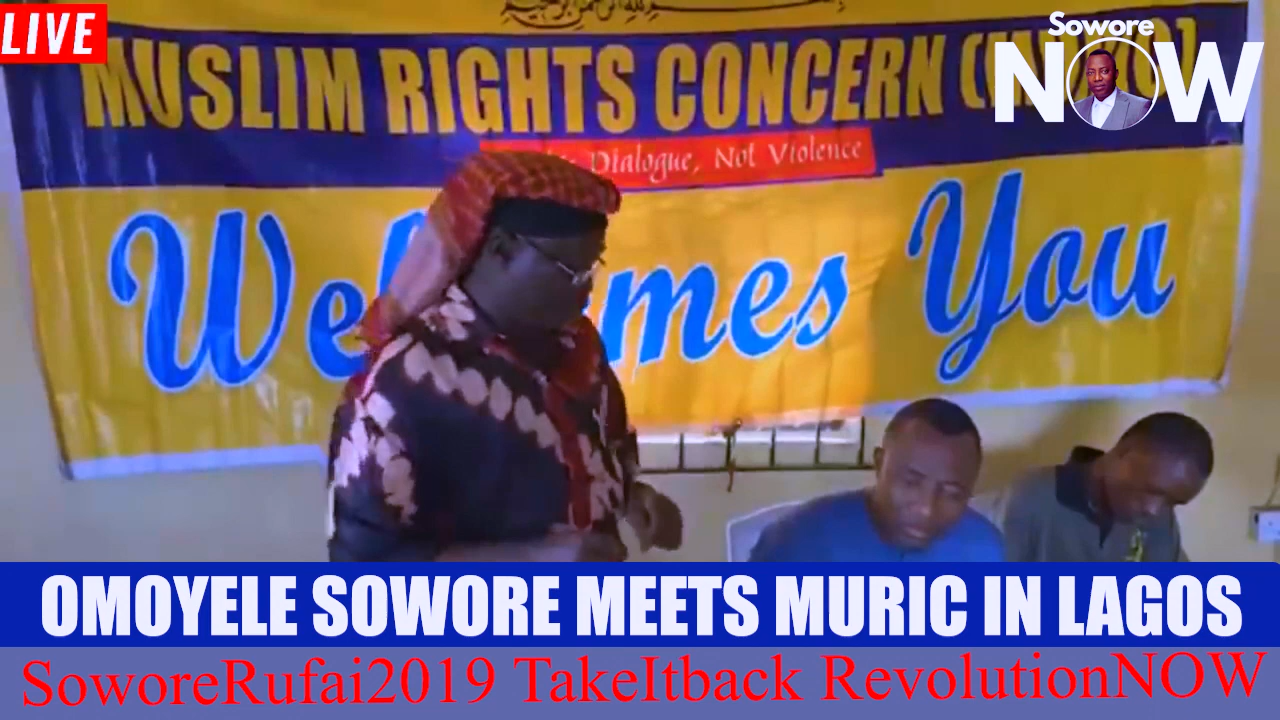 LIVE
Sowore
NOW
MUSLIM RIGHTS CONCERN
Dialogue, Not Violence
You
OMOYELE SOWORE MEETS MURIC IN LAGOS
SoworeRufai2019 TakeItback RevolutionNOW